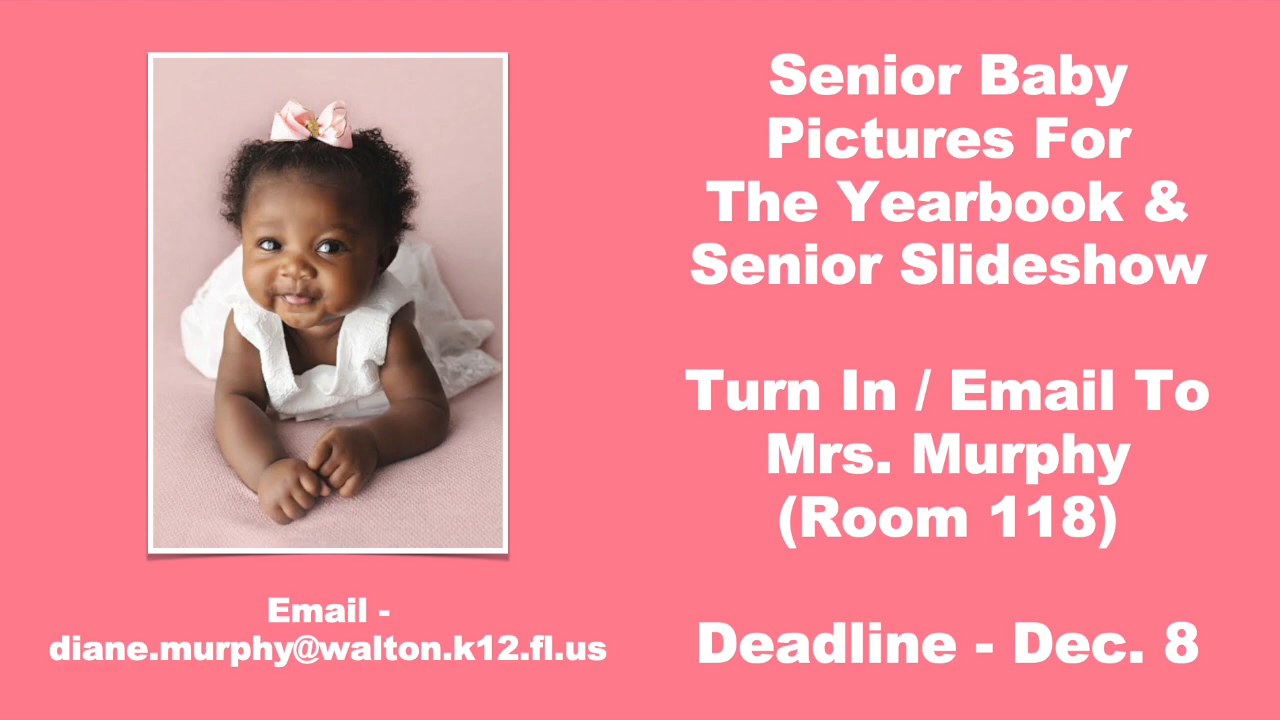 Senior Baby
Pictures For
The Yearbook &
Senior Slideshow
Turn In / Email To
Mrs. Murphy
(Room 118)
Deadline - Dec. 8
Email -
diane.murphy@walton.k12.fl.us